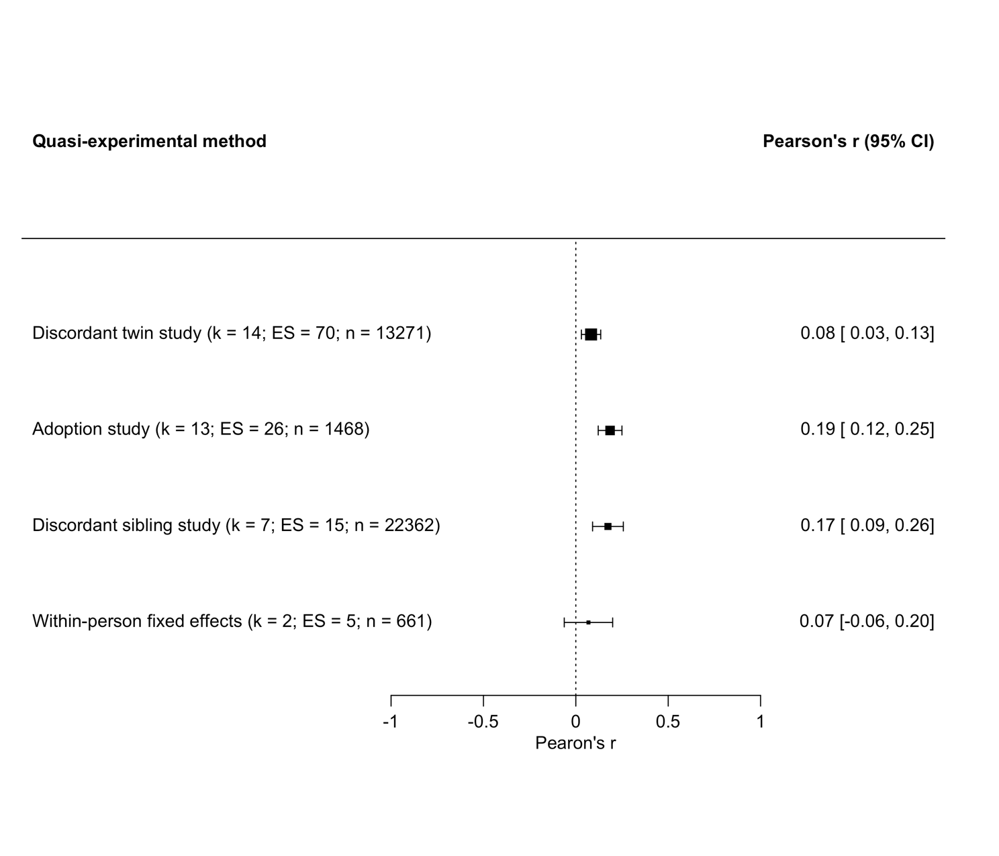 Quasi-experimental method Pearson's r (95% CI)
Discordant twin study (k = 14; ES = 70; n = 13271) 0.08 [ 0.03, 0.13]
Adoption study (k = 13; ES = 26; n = 1468) 0.19 [ 0.12, 0.25]
Discordant sibling study (k = 7; ES = 15; n = 22362) 0.17 [ 0.09, 0.26]
Within-person fixed effects (k = 2; ES = 5; n = 661) 0.07 [-0.06, 0.20]
-1 -0.5 0 0.5 1
Pearon's r